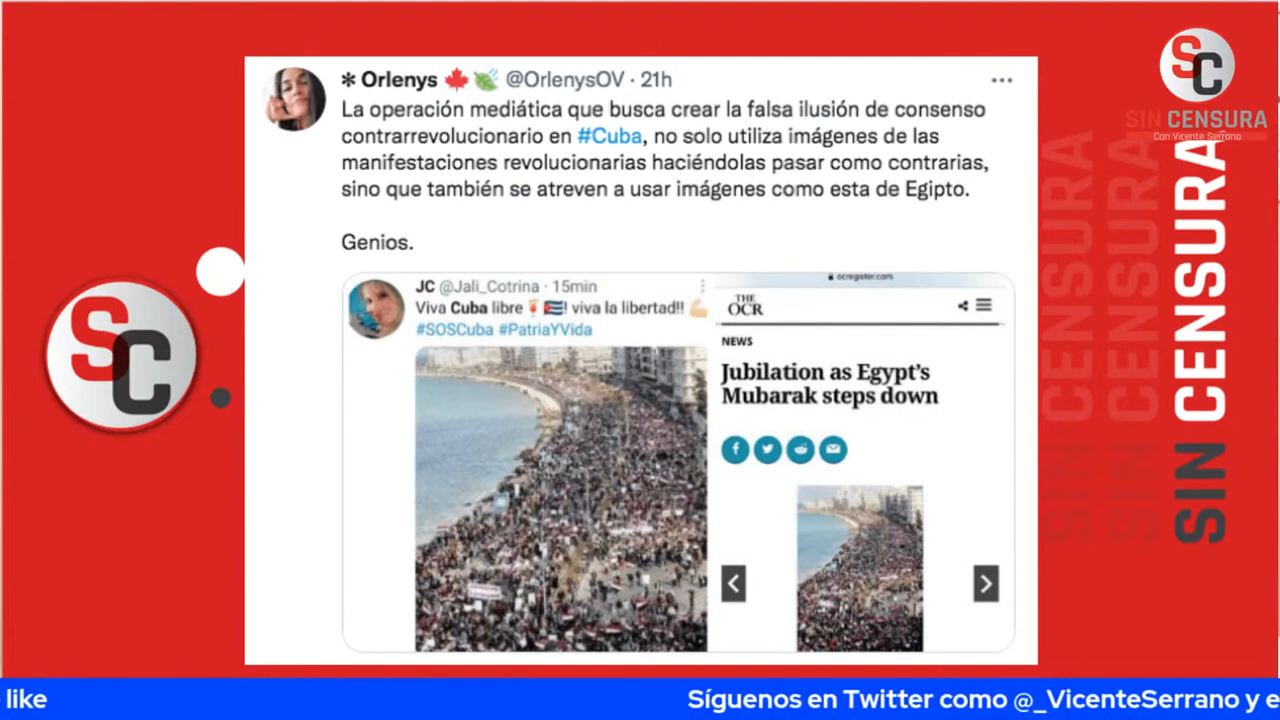 ✻ Orlenys 🍁 🍃 @OrlenysOV · 21h
La operación mediática que busca crear la falsa ilusión de consenso
contrarrevolucionario en #Cuba, no solo utiliza imágenes de las
manifestaciones revolucionarias haciéndolas pasar como contrarias,
sino que también se atreven a usar imágenes como esta de Egipto.
Genios.
JC @Jali_Cotrina · 15min
Viva Cuba libre 🍹🇨🇺! viva la libertad!! 💪🏼
#SOSCuba #PatriaYVida
ocregister.com
THE
OCR
NEWS
Jubilation as Egypt's
Mubarak steps down
SC
SC
SIN CENSURA
Con Vicente Serrano
SIN CENSURA
SIN CENSURA
SIN CENSURA
like
Síguenos en Twitter como @_VicenteSerrano y e